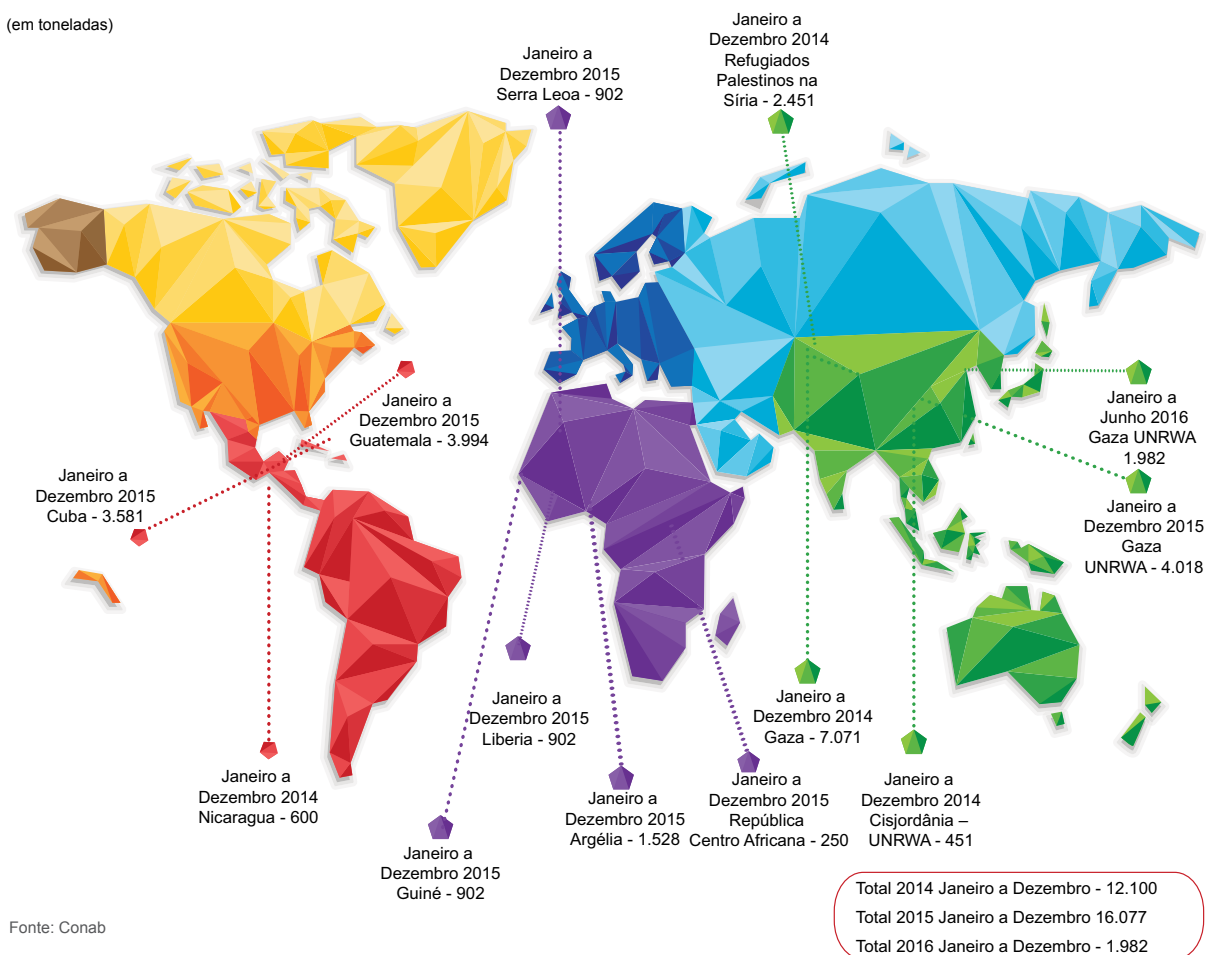 (em toneladas)
Janeiro a
Dezembro 2015
Serra Leoa - 902
Janeiro a
Dezembro 2014
Refugiados
Palestinos na
Síria - 2.451
Janeiro a
Dezembro 2015
Guatemala - 3.994
Janeiro a
Junho 2016
Gaza UNRWA
1.982
Janeiro a
Dezembro 2015
Cuba - 3.581
Janeiro a
Dezembro 2015
Gaza
UNRWA - 4.018
Janeiro a
Dezembro 2015
Liberia - 902
Janeiro a
Dezembro 2014
Gaza - 7.071
Janeiro a
Dezembro 2014
Nicaragua - 600
Janeiro a
Dezembro 2015
Argélia - 1.528
Janeiro a
Dezembro 2015
República
Centro Africana - 250
Janeiro a
Dezembro 2014
Cisjordânia –
UNRWA - 451
Janeiro a
Dezembro 2015
Guiné - 902
Total 2014 Janeiro a Dezembro - 12.100
Total 2015 Janeiro a Dezembro 16.077
Total 2016 Janeiro a Dezembro - 1.982
Fonte: Conab